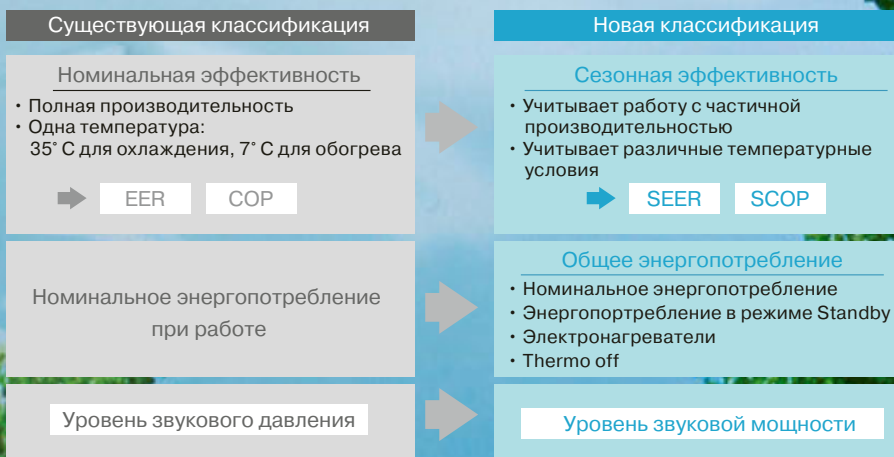 Существующая классификация
Номинальная эффективность
• Полная производительность
• Одна температура:
35° С для охлаждения, 7° С для обогрева
EER
COP
Номинальное энергопотребление
при работе
Уровень звукового давления
Новая классификация
Сезонная эффективность
• Учитывает работу с частичной
производительностью
• Учитывает различные температурные
условия
SEER
SCOP
Общее энергопотребление
• Номинальное энергопотребление
• Энергопортребление в режиме Standby
• Электронагреватели
• Thermo off
Уровень звуковой мощности